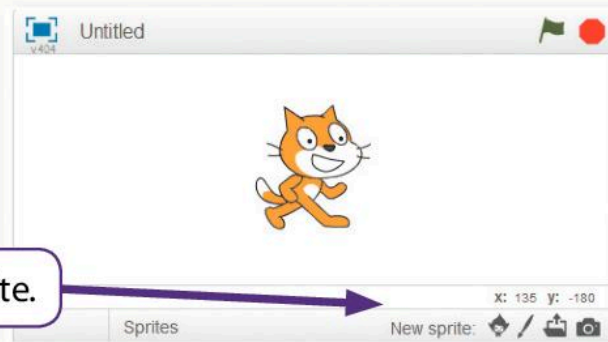 Untitled
v404
te.
x: 135 y: -180
Sprites New sprite: